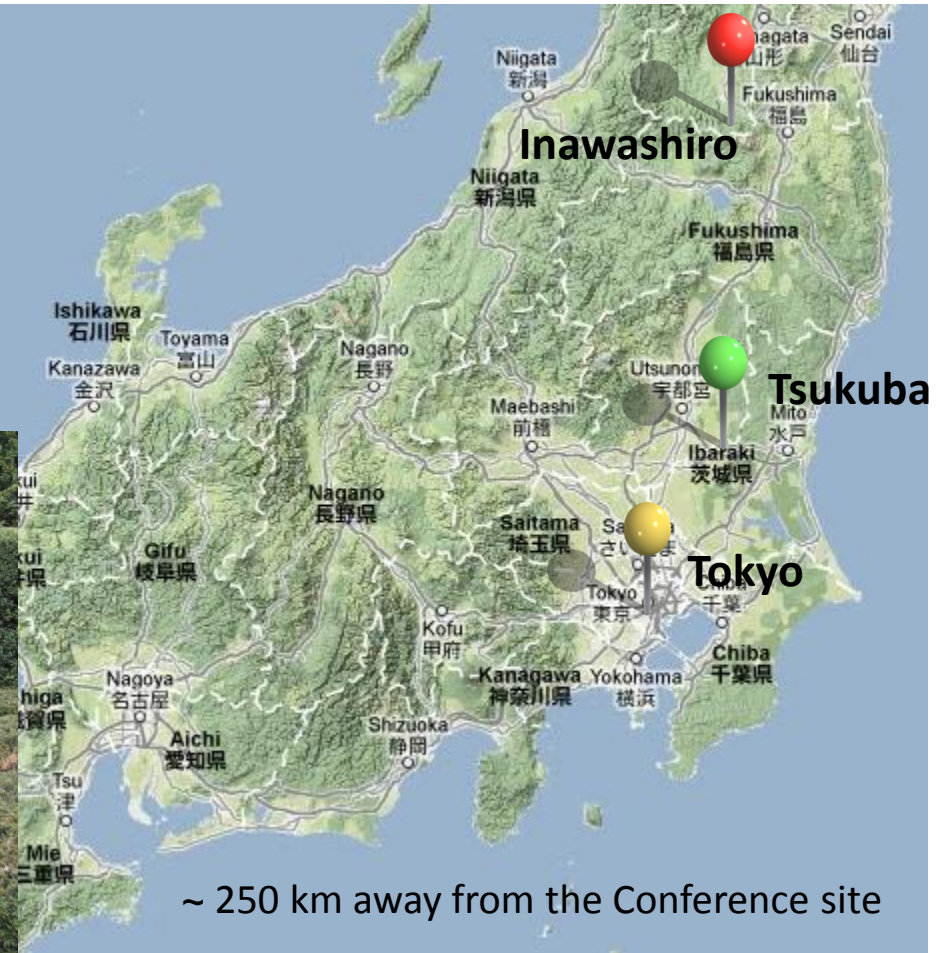 Sendai
仙台
山形
Niigata
新潟
Fukushima
福島
Inawashiro
Niigata
新潟県
Fukushima
福島県
Ishikawa
石川県
Toyama
富山
Nagano
長野
Kanazawa
金沢
宇都宮
Tsukuba
Maebashi
前橋
Mito
水戸
Ibaraki
茨城県
Nagano
長野県
Saitama
埼玉県
Gifu
岐阜県
Tokyo
Tokyo
東京
千葉
Kofu
甲府
Chiba
千葉県
Kanagawa
神奈川県
Yokohama
横浜
Nagoya
名古屋
Shizuoka
静岡
Aichi
愛知県
Tsu
津
Mie
三重県
~ 250 km away from the Conference site